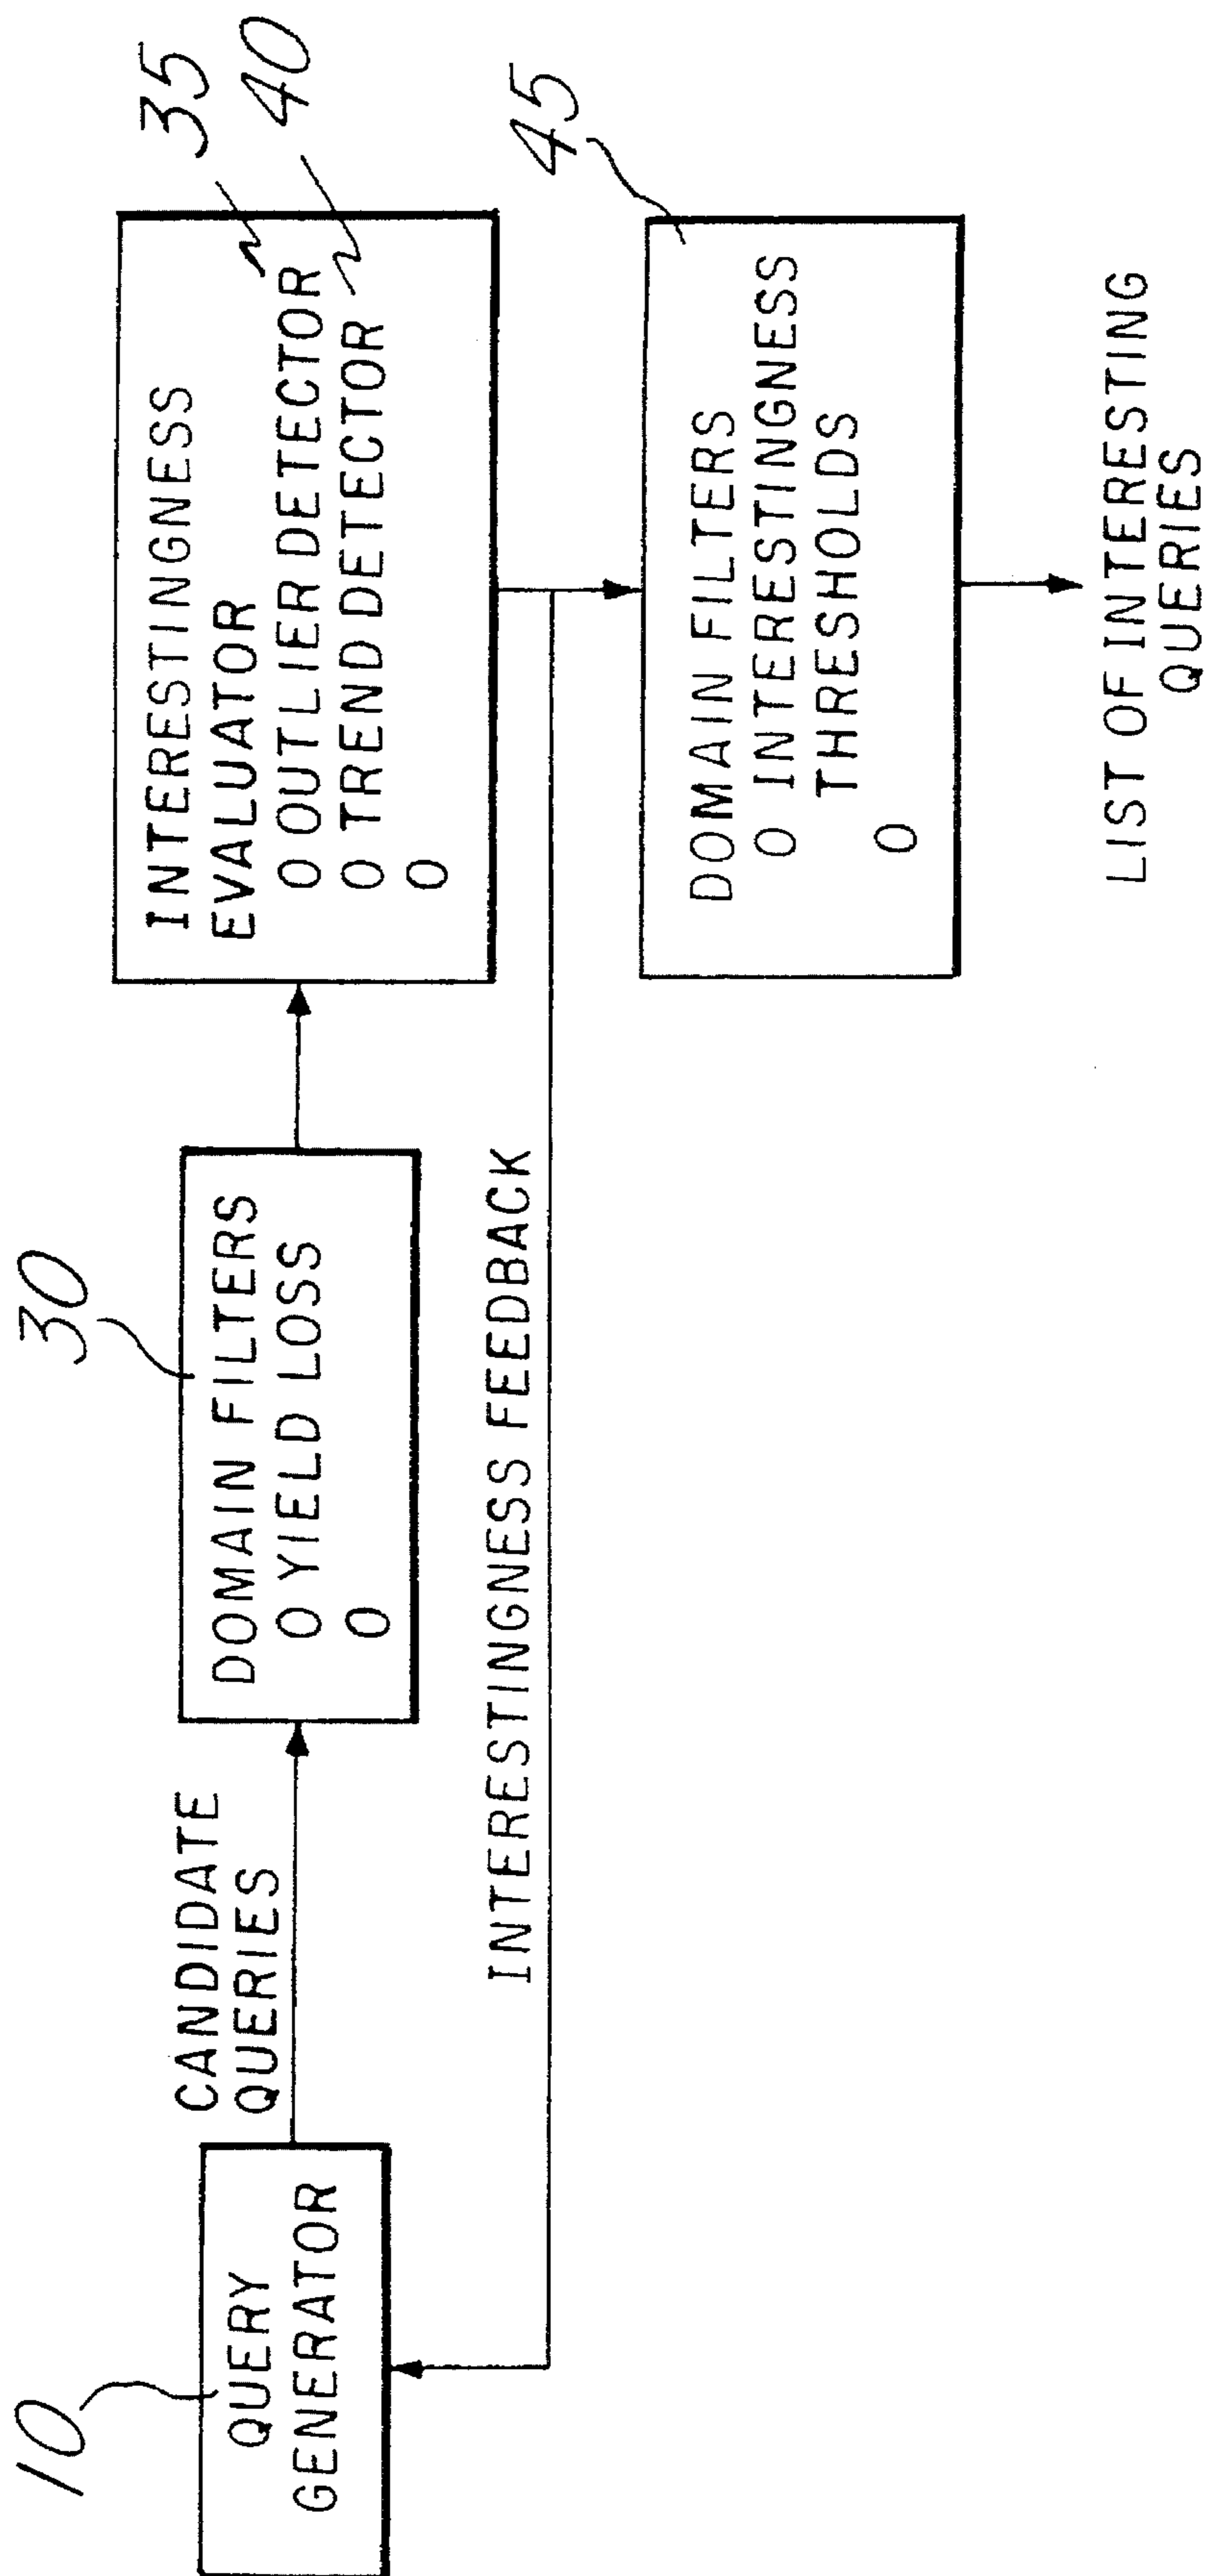 10
QUERY
GENERATOR
CANDIDATE
QUERIES
30
DOMAIN FILTERS
O YIELD LOSS
O
INTERESTINGNESS
EVALUATOR
O OUTLIER DETECTOR
O TREND DETECTOR
O
35
40
INTERESTINGNESS FEEDBACK
45
DOMAIN FILTERS
O INTERESTINGNESS
THRESHOLDS
O
LIST OF INTERESTING
QUERIES